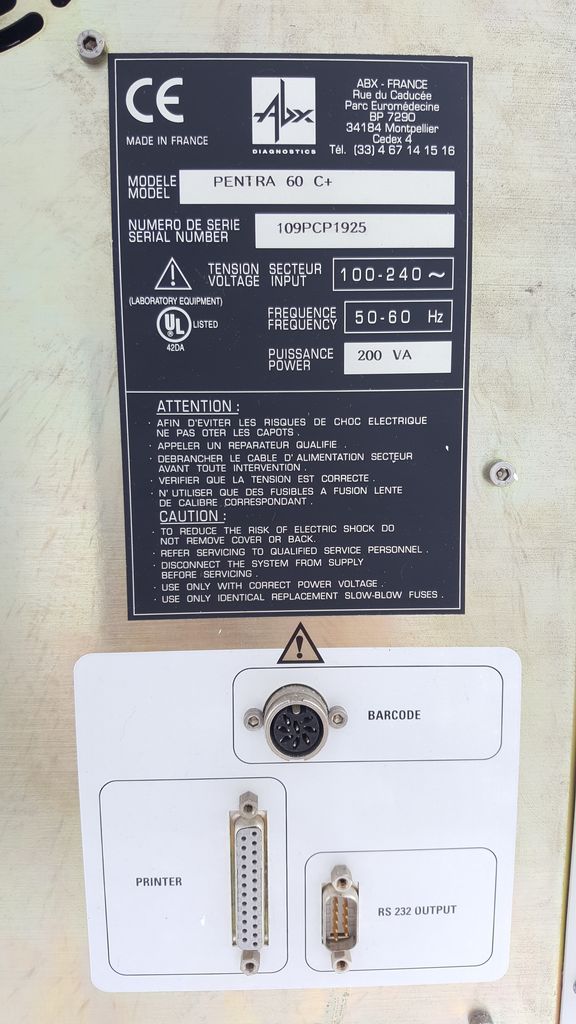 CE
MADE IN FRANCE
Abx
DIAGNOSTICS
ABX - FRANCE
Rue du Caducée
Parc Euromédecine
BP 7290
34184 Montpellier
Cedex 4
Tél. (33) 4 67 14 15 16
MODELE
MODEL
PENTRA 60 C+
NUMERO DE SERIE
SERIAL NUMBER
109PCP1925
TENSION SECTEUR
VOLTAGE INPUT
100-240 ~
(LABORATORY EQUIPMENT)
UL LISTED
42DA
FREQUENCE
FREQUENCY
50-60 Hz
PUISSANCE
POWER
200 VA
ATTENTION :
· AFIN D'EVITER LES RISQUES DE CHOC ELECTRIQUE
NE PAS OTER LES CAPOTS .
· APPELER UN REPARATEUR QUALIFIE .
· DEBRANCHER LE CABLE D' ALIMENTATION SECTEUR
AVANT TOUTE INTERVENTION .
· VERIFIER QUE LA TENSION EST CORRECTE .
· N' UTILISER QUE DES FUSIBLES A FUSION LENTE
DE CALIBRE CORRESPONDANT .
CAUTION :
· TO REDUCE THE RISK OF ELECTRIC SHOCK DO
NOT REMOVE COVER OR BACK.
· REFER SERVICING TO QUALIFIED SERVICE PERSONNEL .
· DISCONNECT THE SYSTEM FROM SUPPLY
BEFORE SERVICING .
· USE ONLY WITH CORRECT POWER VOLTAGE .
· USE ONLY IDENTICAL REPLACEMENT SLOW-BLOW FUSES .
BARCODE
PRINTER
RS 232 OUTPUT